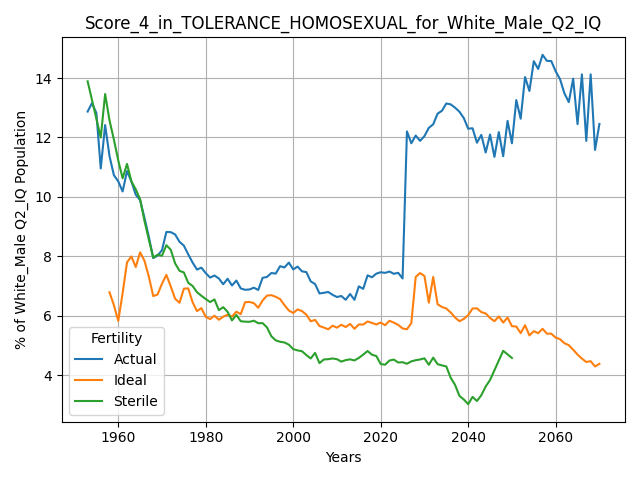 Score_4_in_TOLERANCE_HOMOSEXUAL_for_White_Male_Q2_IQ
% of White_Male Q2_IQ Population
14
12
10
8
6
4
Fertility
Actual
Ideal
Sterile
1960
1980
2000
2020
2040
2060
Years